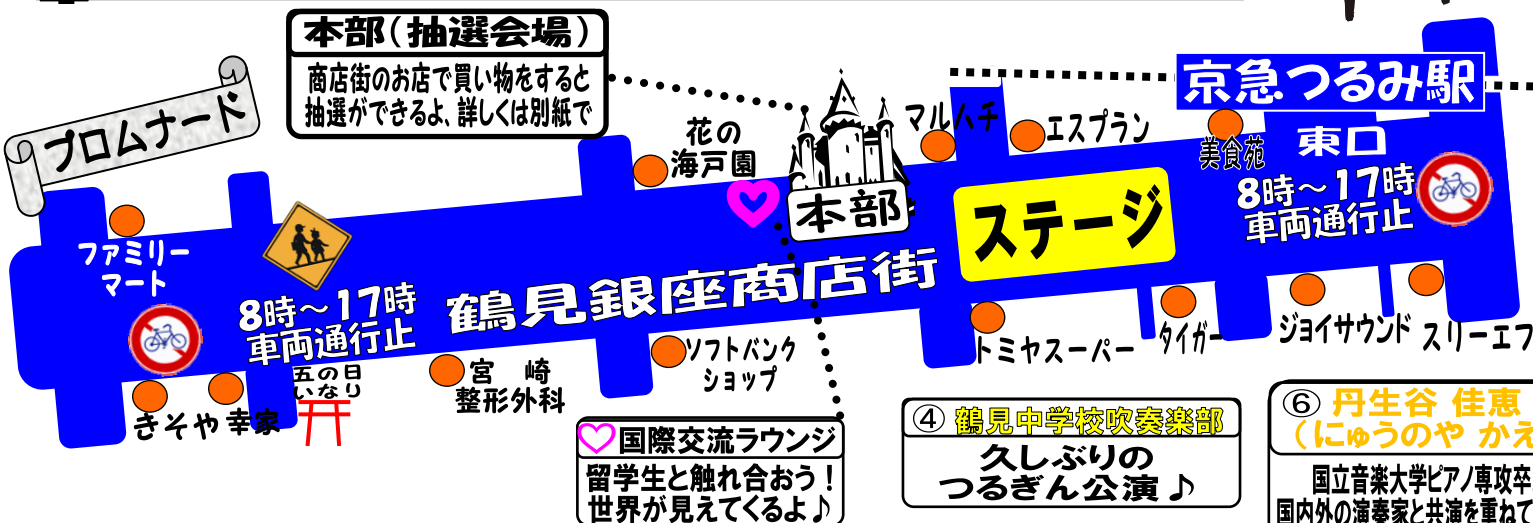 本部（抽選会場）
商店街のお店で買い物をすると
抽選ができるよ、詳しくは別紙で
プロムナード
京急つるみ駅
東口
8時～17時
車両通行止
花の
海戸園
マルハチ
エスプラン
美食苑
本部
ステージ
ファミリー
マート
8時～17時
車両通行止
鶴見銀座商店街
きそや
幸家
五の日
いなり
宮崎
整形外科
ソフトバンク
ショップ
トミヤスーパー
タイガー
ジョイサウンド
スリーエフ
国際交流ラウンジ
留学生と触れ合おう！
世界が見えてくるよ♪
④ 鶴見中学校吹奏楽部
久しぶりの
つるぎん公演♪
⑥ 丹生谷 佳恵
（にゅうのや かえ
国立音楽大学ピアノ専攻卒
国内外の演奏家と共演を重ねて